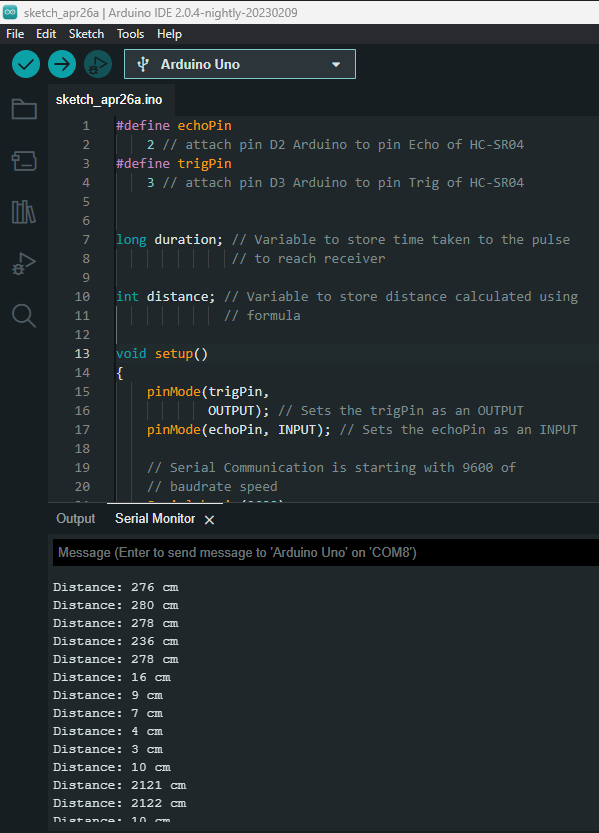 sketch_apr26a | Arduino IDE 2.0.4-nightly-20230209
File Edit Sketch Tools Help
Arduino Uno
sketch_apr26a.ino
1 #define echoPin
2 2 // attach pin D2 Arduino to pin Echo of HC-SR04
3 #define trigPin
4 3 // attach pin D3 Arduino to pin Trig of HC-SR04
5
6
7 long duration; // Variable to store time taken to the pulse
8 // to reach receiver
9
10 int distance; // Variable to store distance calculated using
11 // formula
12
13 void setup()
14 {
15 pinMode(trigPin,
16 OUTPUT); // Sets the trigPin as an OUTPUT
17 pinMode(echoPin, INPUT); // Sets the echoPin as an INPUT
18
19 // Serial Communication is starting with 9600 of
20 // baudrate speed
Output Serial Monitor
Message (Enter to send message to 'Arduino Uno' on 'COM8')
Distance: 276 cm
Distance: 280 cm
Distance: 278 cm
Distance: 236 cm
Distance: 278 cm
Distance: 16 cm
Distance: 9 cm
Distance: 7 cm
Distance: 4 cm
Distance: 3 cm
Distance: 10 cm
Distance: 2121 cm
Distance: 2122 cm
Distance: 10 cm